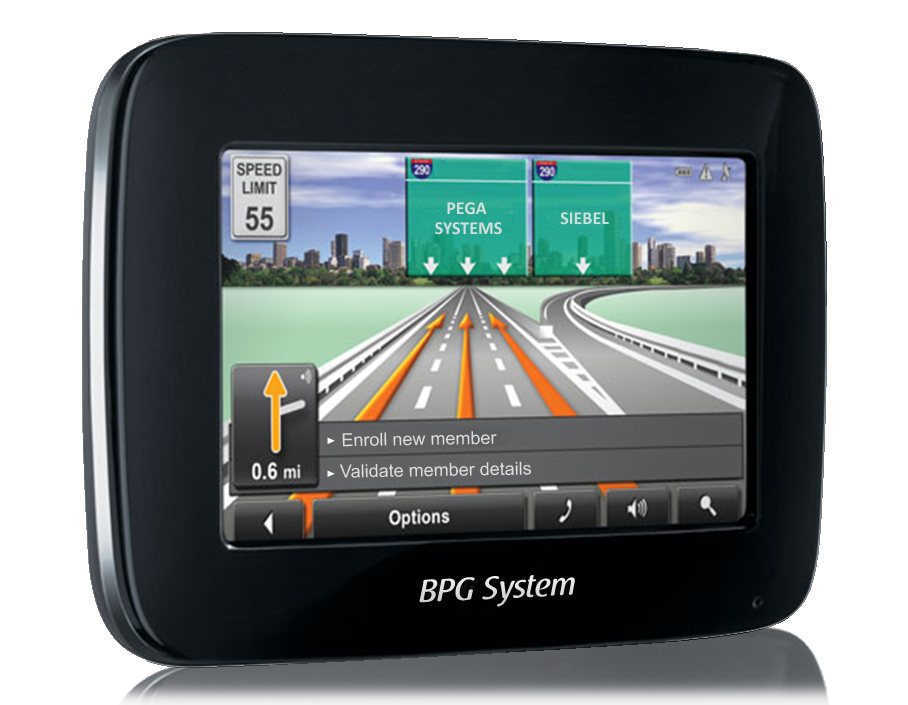 SPEED
LIMIT
55
290
PEGA
SYSTEMS
290
SIEBEL
▸ Enroll new member
▸ Validate member details
0.6 mi
Options
BPG System